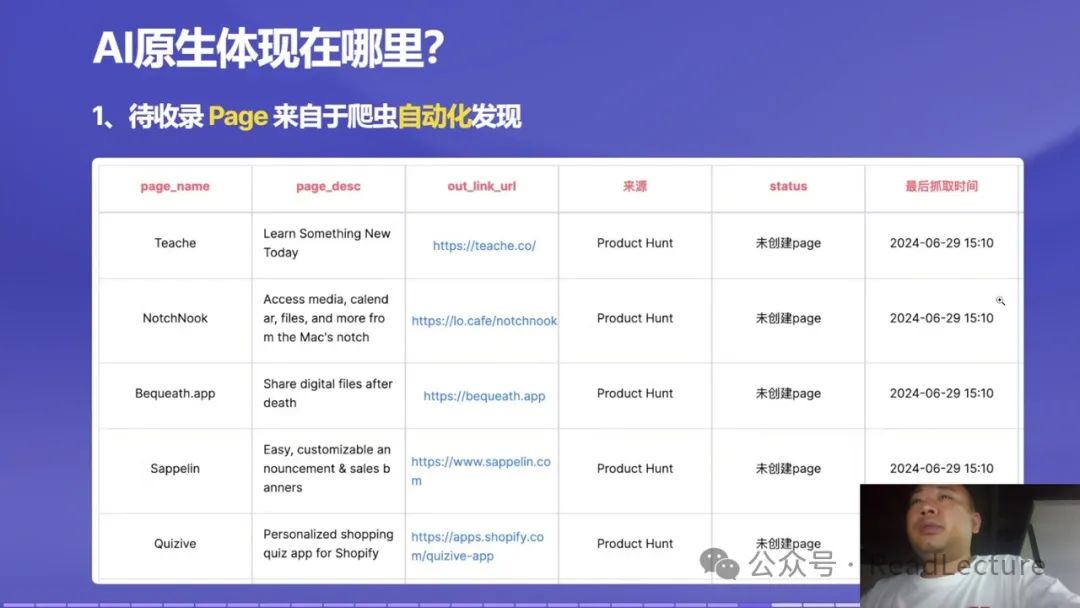 AI原生体现在哪里?
1、待收录 Page 来自于爬虫自动化发现
page_name page_desc out_link_url 来源 status 最后抓取时间
Teache Learn Something New https://teache.co/ Product Hunt 未创建page 2024-06-29 15:10
Today
NotchNook Access media, calend https://lo.cafe/notchnook Product Hunt 未创建page 2024-06-29 15:10
ar, files, and more fro
m the Mac's notch
Bequeath.app Share digital files after https://bequeath.app Product Hunt 未创建page 2024-06-29 15:10
death
Sappelin Easy, customizable an https://www.sappelin.co Product Hunt 未创建page 2024-06-29 15:10
nouncement & sales b m
anners
Quizive Personalized shopping https://apps.shopify.co Product Hunt 未创建page
quiz app for Shopify m/quizive-app
公众号 · ReadLecture